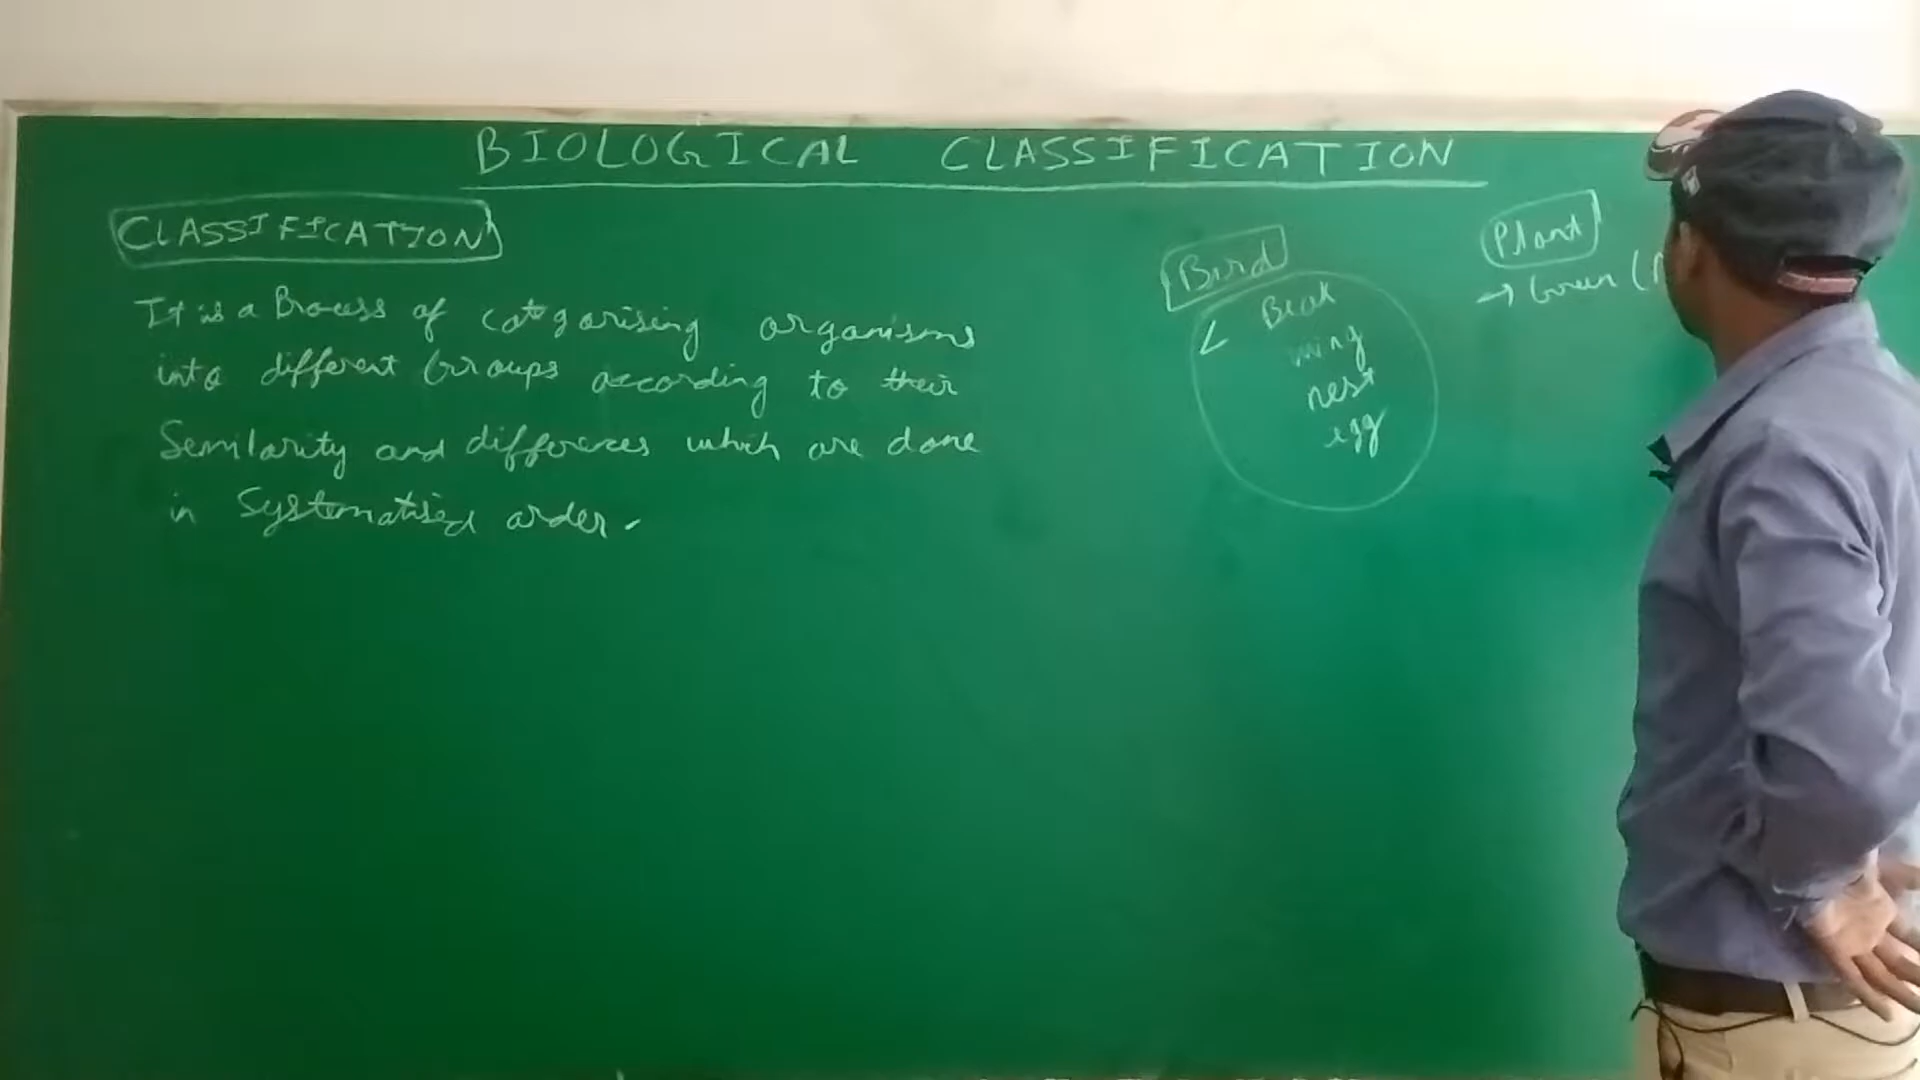 BIOLOGICAL CLASSIFICATION
CLASSIFICATION
It is a Process of categorising organisms
into different Groups according to their
Semilarity and differences which are done
in Systematised order.
Bird
Beak
wing
nest
egg
Plant
→ Green (